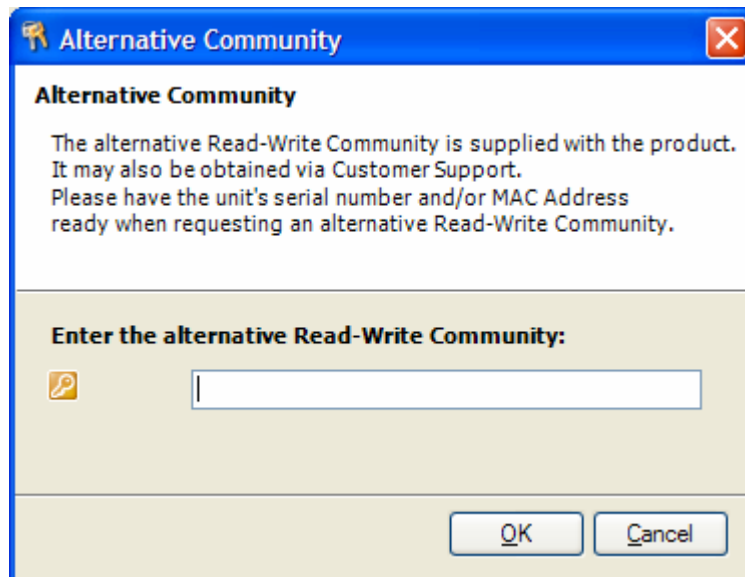 Alternative Community
Alternative Community
The alternative Read-Write Community is supplied with the product.
It may also be obtained via Customer Support.
Please have the unit's serial number and/or MAC Address
ready when requesting an alternative Read-Write Community.
Enter the alternative Read-Write Community:
OK Cancel